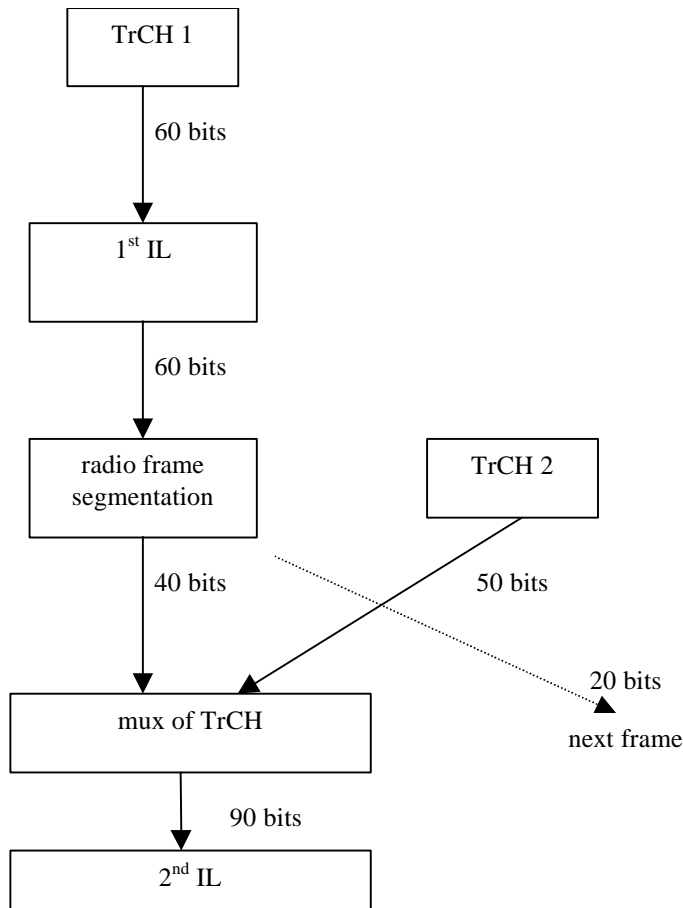 TrCH 1
60 bits
1st IL
60 bits
radio frame
segmentation
TrCH 2
40 bits
50 bits
20 bits
mux of TrCH
next frame
90 bits
2nd IL